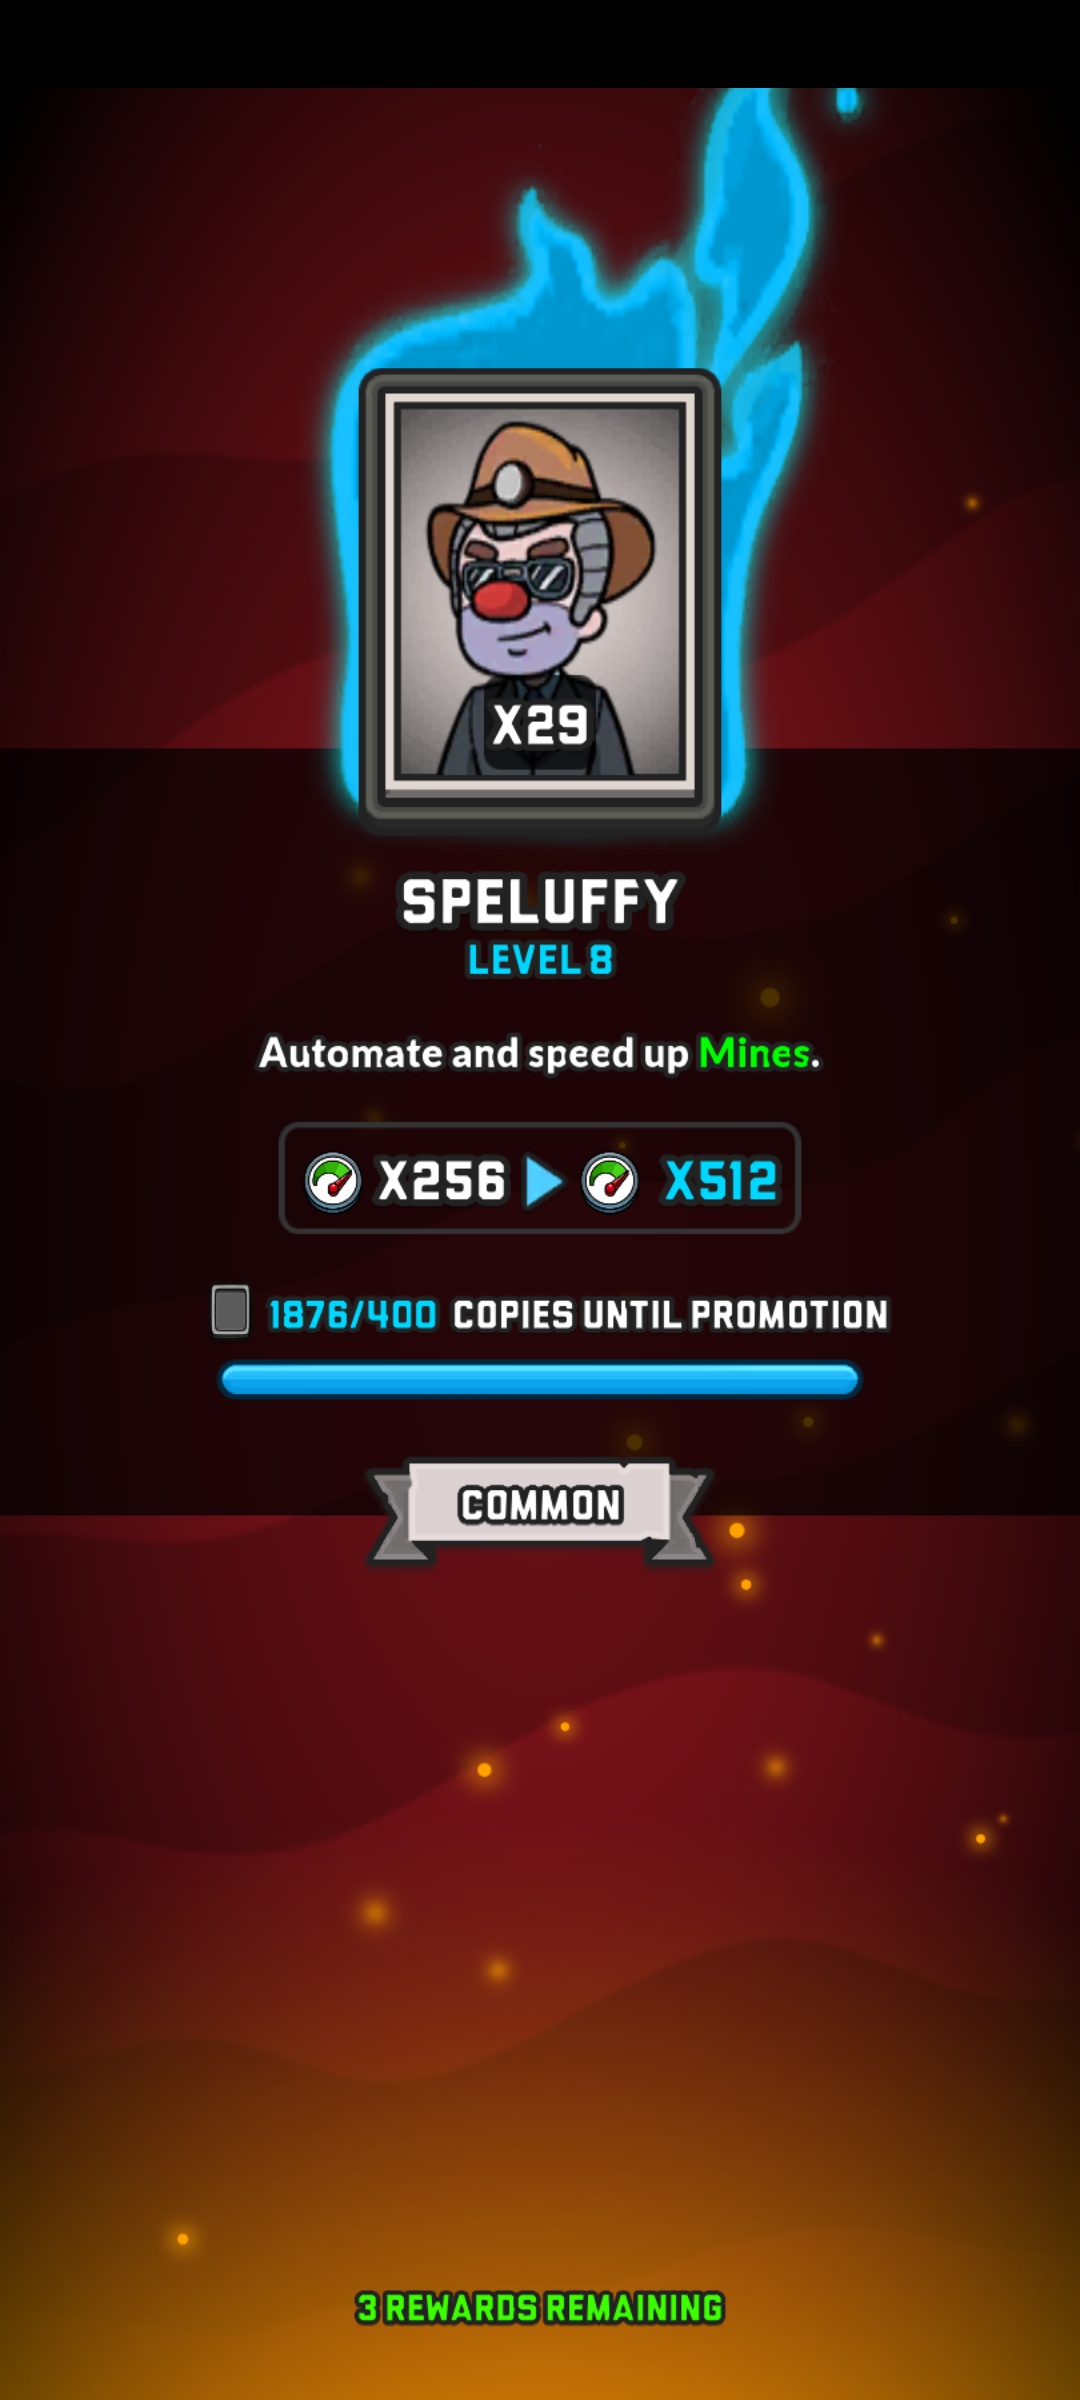 X29
SPELUFFY
LEVEL 8
Automate and speed up Mines.
X256 X512
1876/400 COPIES UNTIL PROMOTION
COMMON
3 REWARDS REMAINING